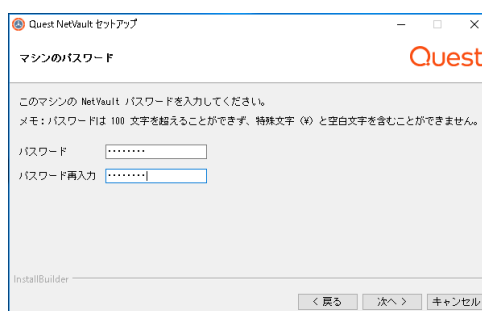 Quest NetVault セットアップ
マシンのパスワード
Quest
このマシンの NetVault パスワードを入力してください。
メモ：パスワードは 100 文字を超えることができず、特殊文字 (¥) と空白文字を含むことができません。
パスワード ••••••••
パスワード再入力 ••••••••
InstallBuilder
< 戻る 次へ > キャンセル